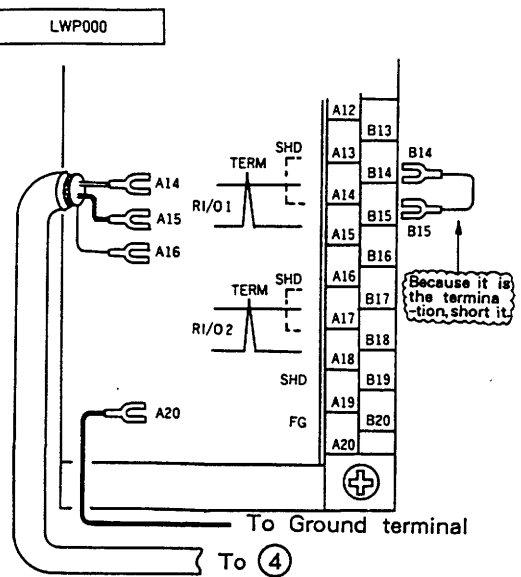 LWP000
A12
B13
SHD
A13
B14
B14
TERM
A14
A14
RI/O1
B15
A15
A15
B15
A16
B16
A16
Because it is
the termina
-tion, short it.
SHD
TERM
B17
A17
RI/O2
B18
A18
SHD
B19
A19
A20
FG
B20
A20
To Ground terminal
To 4